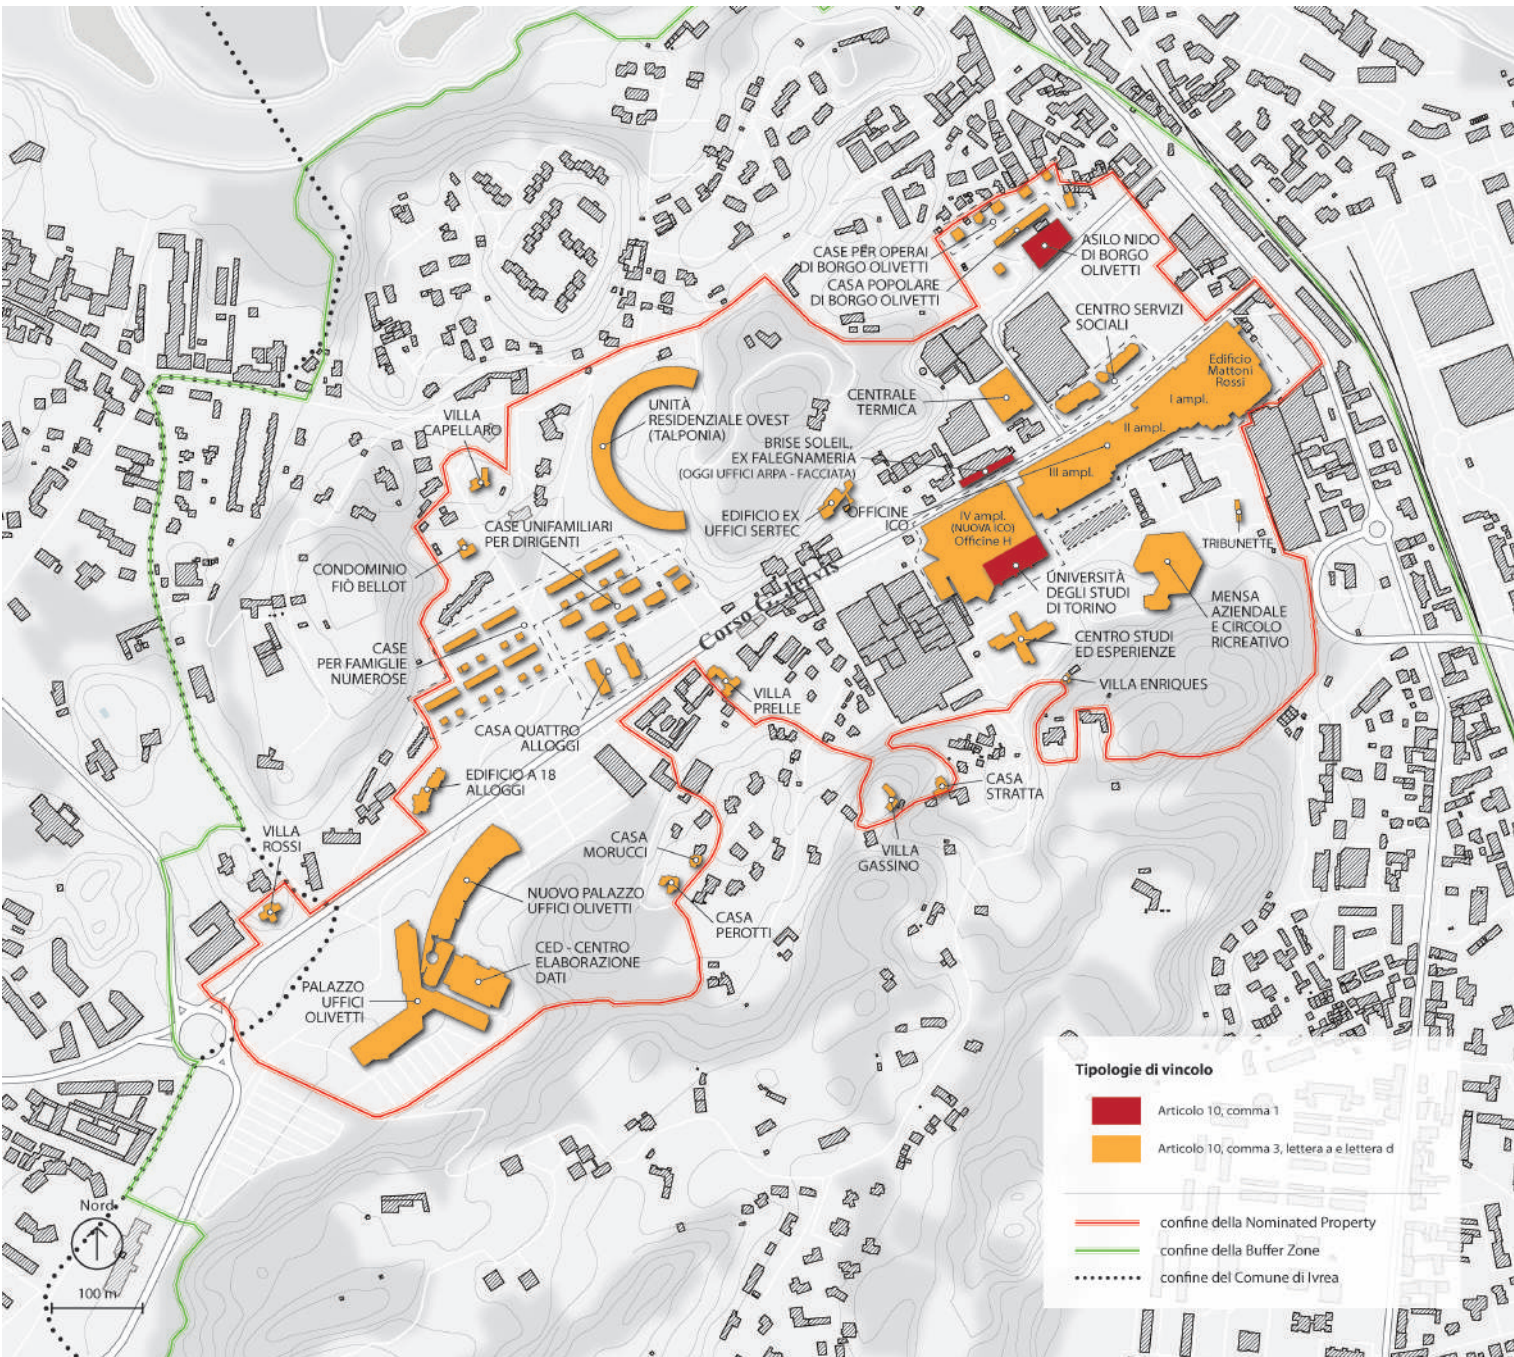 CASE PER OPERAI
DI BORGO OLIVETTI
CASA POPOLARE
DI BORGO OLIVETTI
ASILO NIDO
DI BORGO
OLIVETTI
CENTRO SERVIZI
SOCIALI
Edificio
Mattoni
Rossi
I ampl.
II ampl.
III ampl.
CENTRALE
TERMICA
UNITÀ
RESIDENZIALE OVEST
(TALPONIA)
VILLA
CAPELLARO
BRISE SOLEIL,
EX FALEGNAMERIA
(OGGI UFFICI ARPA - FACCIATA)
EDIFICIO EX
UFFICI SERTEC
OFFICINE
ICO
IV ampl.
(NUOVA ICO)
Officine H
CASE UNIFAMILIARI
PER DIRIGENTI
TRIBUNETTE
CONDOMINIO
FIÒ BELLOT
UNIVERSITÀ
DEGLI STUDI
DI TORINO
MENSA
AZIENDALE
E CIRCOLO
RICREATIVO
Corso G. Jervis
CENTRO STUDI
ED ESPERIENZE
CASE
PER FAMIGLIE
NUMEROSE
VILLA ENRIQUES
VILLA
PRELLE
CASA QUATTRO
ALLOGGI
EDIFICIO A 18
ALLOGGI
CASA
STRATTA
VILLA
GASSINO
VILLA
ROSSI
CASA
MORUCCI
NUOVO PALAZZO
UFFICI OLIVETTI
CASA
PEROTTI
CED - CENTRO
ELABORAZIONE
DATI
PALAZZO
UFFICI
OLIVETTI
Tipologie di vincolo
Articolo 10, comma 1
Articolo 10, comma 3, lettera a e lettera d
confine della Nominated Property
confine della Buffer Zone
confine del Comune di Ivrea
Nord
100 m